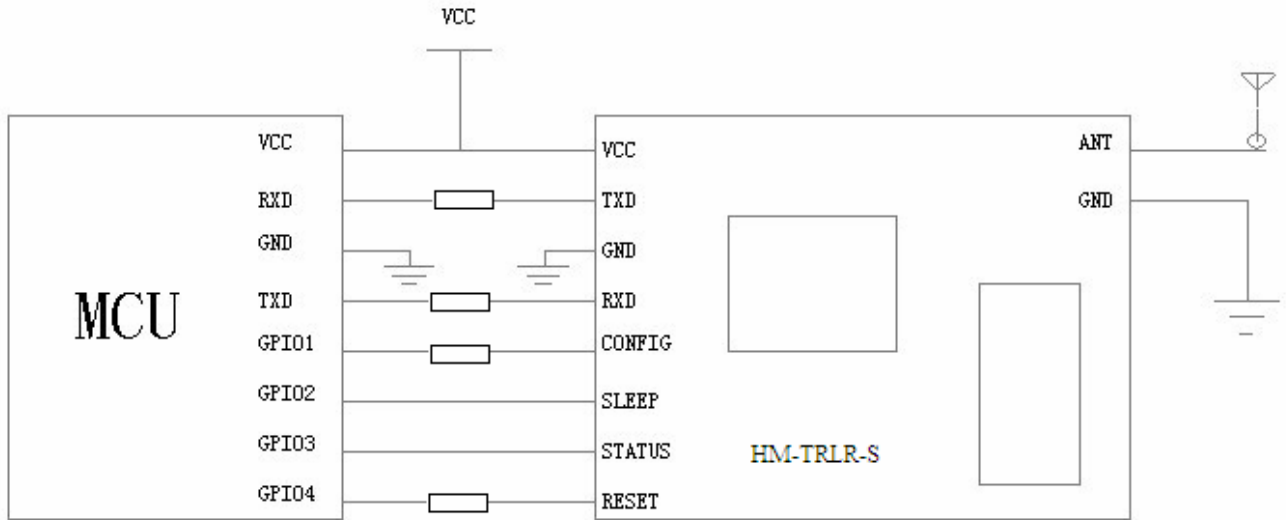 VCC
VCC
RXD
GND
TXD
GPIO1
GPIO2
GPIO3
GPIO4
MCU
VCC
TXD
GND
RXD
CONFIG
SLEEP
STATUS
RESET
HM-TRLR-S
ANT
GND